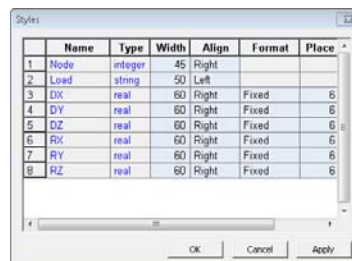 Styles
Name Type Width Align Format Place
1 Node integer 45 Right
2 Load string 50 Left
3 DX real 60 Right Fixed 6
4 DY real 60 Right Fixed 6
5 DZ real 60 Right Fixed 6
6 RX real 60 Right Fixed 6
7 RY real 60 Right Fixed 6
8 RZ real 60 Right Fixed 6
OK Cancel Apply